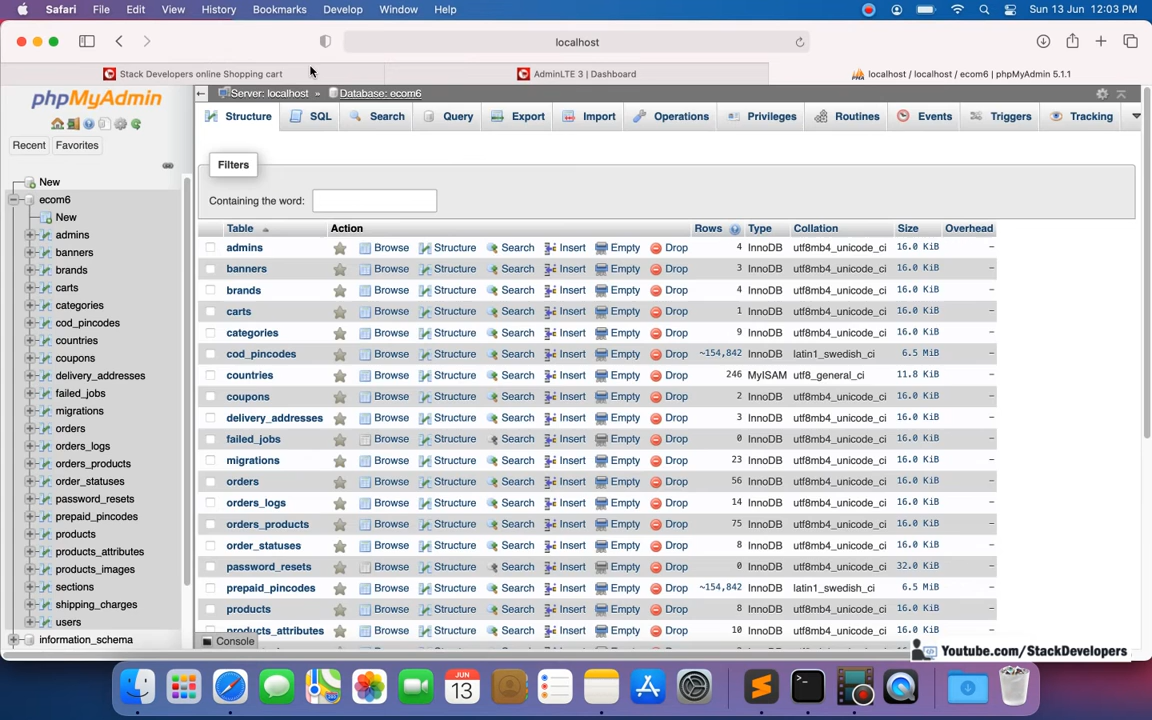 Safari File Edit View History Bookmarks Develop Window Help Sun 13 Jun 12:03 PM
localhost
Stack Developers online Shopping cart AdminLTE 3 | Dashboard localhost / localhost / ecom6 | phpMyAdmin 5.1.1
phpMyAdmin
Recent Favorites
New
ecom6
New
admins
banners
brands
carts
categories
cod_pincodes
countries
coupons
delivery_addresses
failed_jobs
migrations
orders
orders_logs
orders_products
order_statuses
password_resets
prepaid_pincodes
products
products_attributes
products_images
sections
shipping_charges
users
information_schema
Server: localhost » Database: ecom6
Structure SQL Search Query Export Import Operations Privileges Routines Events Triggers Tracking
Filters
Containing the word:
Table Action Rows Type Collation Size Overhead
admins Browse Structure Search Insert Empty Drop 4 InnoDB utf8mb4_unicode_ci 16.0 KiB –
banners Browse Structure Search Insert Empty Drop 3 InnoDB utf8mb4_unicode_ci 16.0 KiB –
brands Browse Structure Search Insert Empty Drop 4 InnoDB utf8mb4_unicode_ci 16.0 KiB –
carts Browse Structure Search Insert Empty Drop 1 InnoDB utf8mb4_unicode_ci 16.0 KiB –
categories Browse Structure Search Insert Empty Drop 9 InnoDB utf8mb4_unicode_ci 16.0 KiB –
cod_pincodes Browse Structure Search Insert Empty Drop ~154,842 InnoDB latin1_swedish_ci 6.5 MiB –
countries Browse Structure Search Insert Empty Drop 246 MyISAM utf8_general_ci 11.8 KiB –
coupons Browse Structure Search Insert Empty Drop 2 InnoDB utf8mb4_unicode_ci 16.0 KiB –
delivery_addresses Browse Structure Search Insert Empty Drop 3 InnoDB utf8mb4_unicode_ci 16.0 KiB –
failed_jobs Browse Structure Search Insert Empty Drop 0 InnoDB utf8mb4_unicode_ci 16.0 KiB –
migrations Browse Structure Search Insert Empty Drop 23 InnoDB utf8mb4_unicode_ci 16.0 KiB –
orders Browse Structure Search Insert Empty Drop 56 InnoDB utf8mb4_unicode_ci 16.0 KiB –
orders_logs Browse Structure Search Insert Empty Drop 14 InnoDB utf8mb4_unicode_ci 16.0 KiB –
orders_products Browse Structure Search Insert Empty Drop 75 InnoDB utf8mb4_unicode_ci 16.0 KiB –
order_statuses Browse Structure Search Insert Empty Drop 8 InnoDB utf8mb4_unicode_ci 16.0 KiB –
password_resets Browse Structure Search Insert Empty Drop 0 InnoDB utf8mb4_unicode_ci 32.0 KiB –
prepaid_pincodes Browse Structure Search Insert Empty Drop ~154,842 InnoDB latin1_swedish_ci 6.5 MiB –
products Browse Structure Search Insert Empty Drop 8 InnoDB utf8mb4_unicode_ci 16.0 KiB –
products_attributes Browse Structure Search Insert Empty Drop 10 InnoDB utf8mb4_unicode_ci 16.0 KiB –
Console
Youtube.com/StackDevelopers
JUN
13